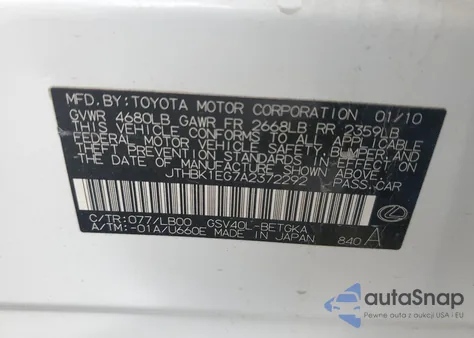 MFD. BY: TOYOTA MOTOR CORPORATION 01/10
GVWR 4680LB GAWR FR 2668LB RR 2359LB
THIS VEHICLE CONFORMS TO ALL APPLICABLE
FEDERAL MOTOR VEHICLE SAFETY, BUMPER, AND
THEFT PREVENTION STANDARDS IN EFFECT ON
THE DATE OF MANUFACTURE SHOWN ABOVE.
JTHBK1EG7A2372292 PASS.CAR
C/TR: 077/LB00 GSV40L-BETGKA
A/TM: -01A/U660E MADE IN JAPAN 840 A
autoSnap
Pewne auta z aukcji USA i EU